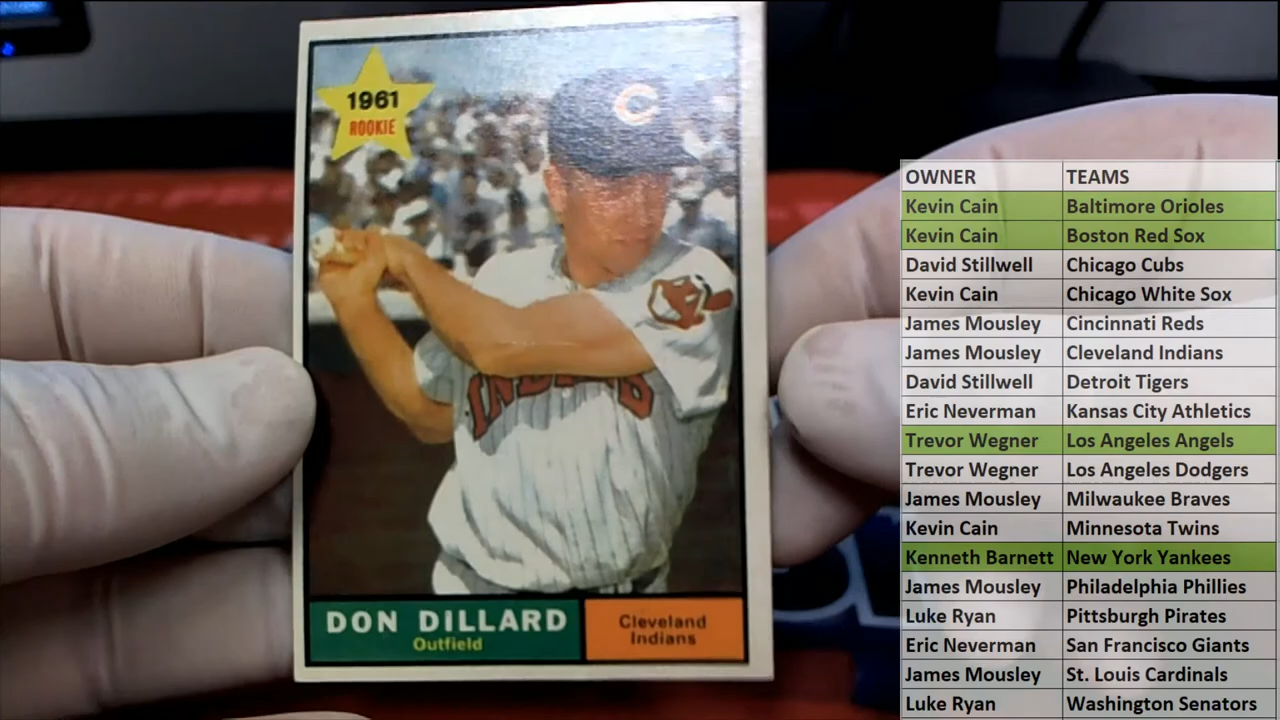 1961
ROOKIE
C
INDIANS
DON DILLARD
Outfield
Cleveland
Indians
OWNER TEAMS
Kevin Cain Baltimore Orioles
Kevin Cain Boston Red Sox
David Stillwell Chicago Cubs
Kevin Cain Chicago White Sox
James Mousley Cincinnati Reds
James Mousley Cleveland Indians
David Stillwell Detroit Tigers
Eric Neverman Kansas City Athletics
Trevor Wegner Los Angeles Angels
Trevor Wegner Los Angeles Dodgers
James Mousley Milwaukee Braves
Kevin Cain Minnesota Twins
Kenneth Barnett New York Yankees
James Mousley Philadelphia Phillies
Luke Ryan Pittsburgh Pirates
Eric Neverman San Francisco Giants
James Mousley St. Louis Cardinals
Luke Ryan Washington Senators